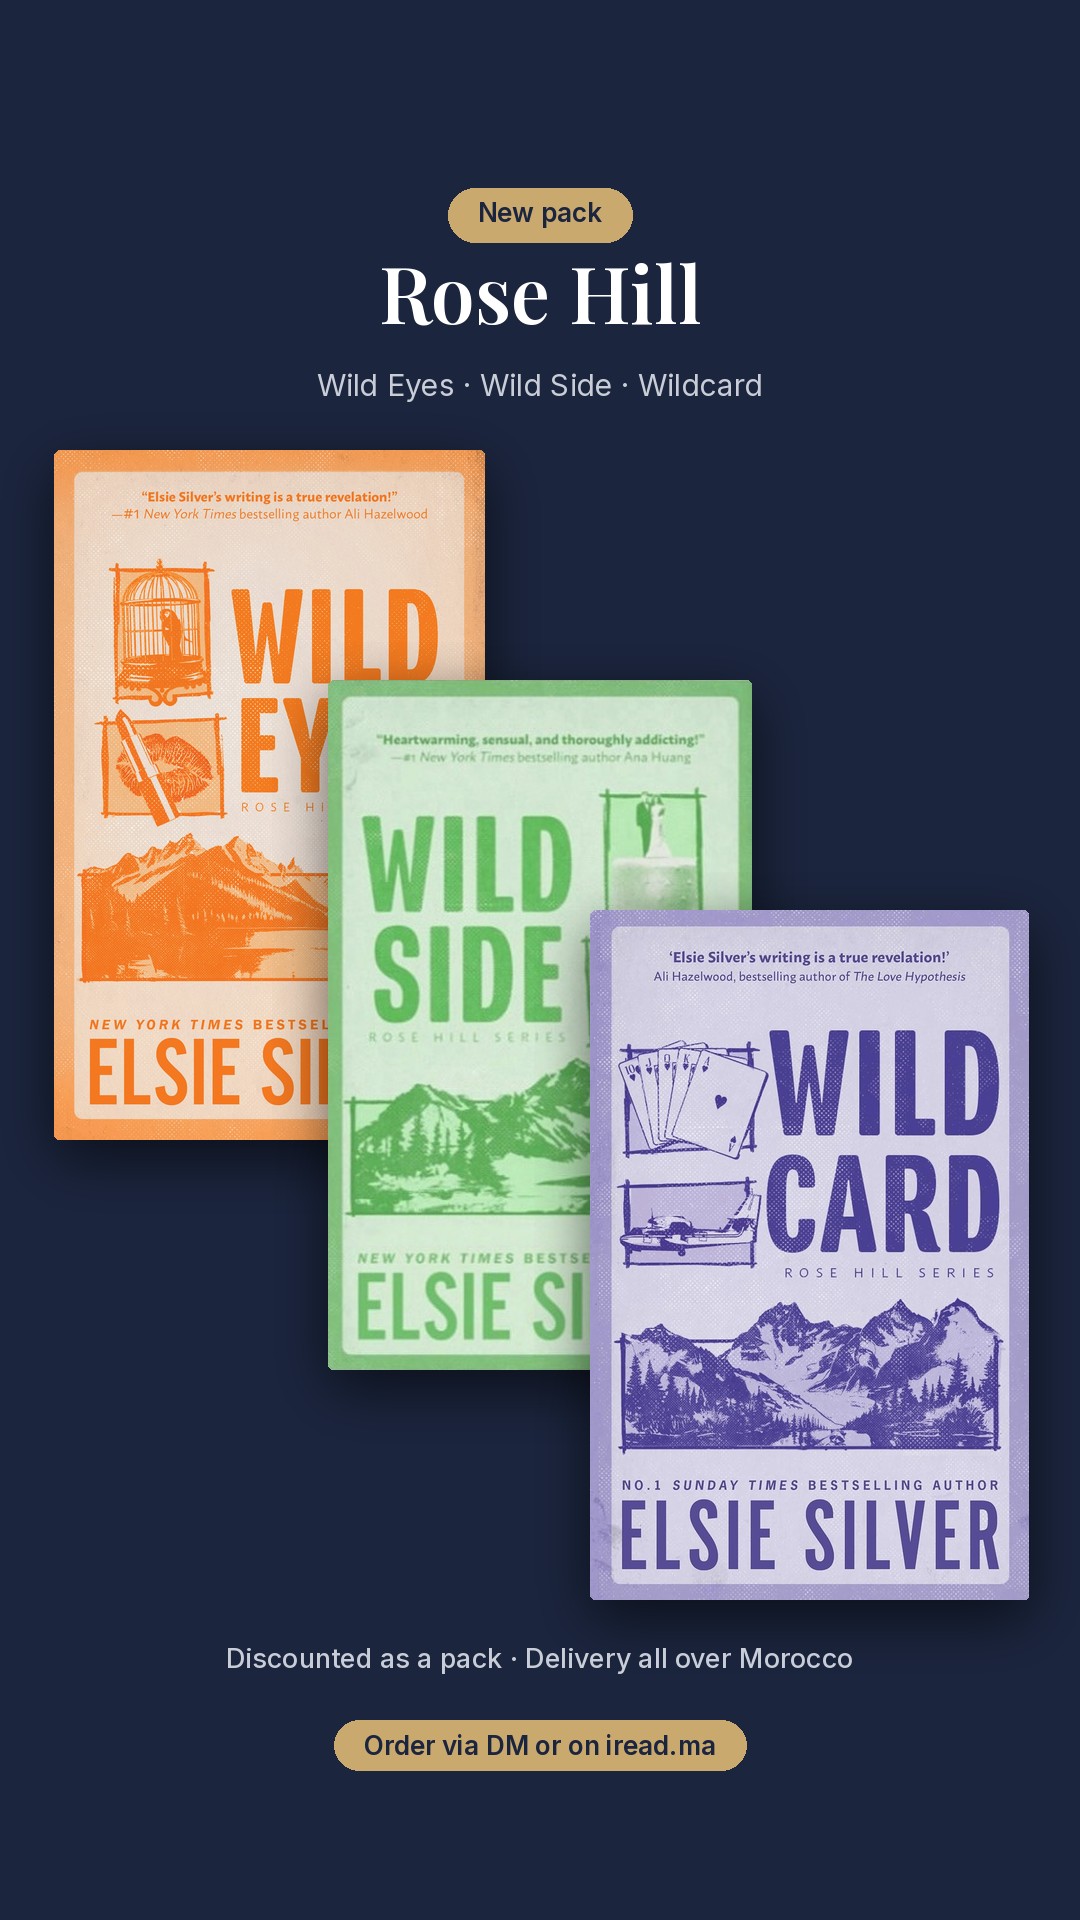 New pack
Rose Hill
Wild Eyes · Wild Side · Wildcard
“Elsie Silver’s writing is a true revelation!”
—#1 New York Times bestselling author Ali Hazelwood
WILD
EY
ROSE HI
NEW YORK TIMES BESTSEL
ELSIE SI
“Heartwarming, sensual, and thoroughly addicting!”
—#1 New York Times bestselling author Ana Huang
WILD
SIDE
ROSE HILL SERIES
NEW YORK TIMES BESTSE
ELSIE SI
‘Elsie Silver’s writing is a true revelation!’
Ali Hazelwood, bestselling author of The Love Hypothesis
10 J Q K A
A
WILD
CARD
ROSE HILL SERIES
NO.1 SUNDAY TIMES BESTSELLING AUTHOR
ELSIE SILVER
Discounted as a pack · Delivery all over Morocco
Order via DM or on iread.ma